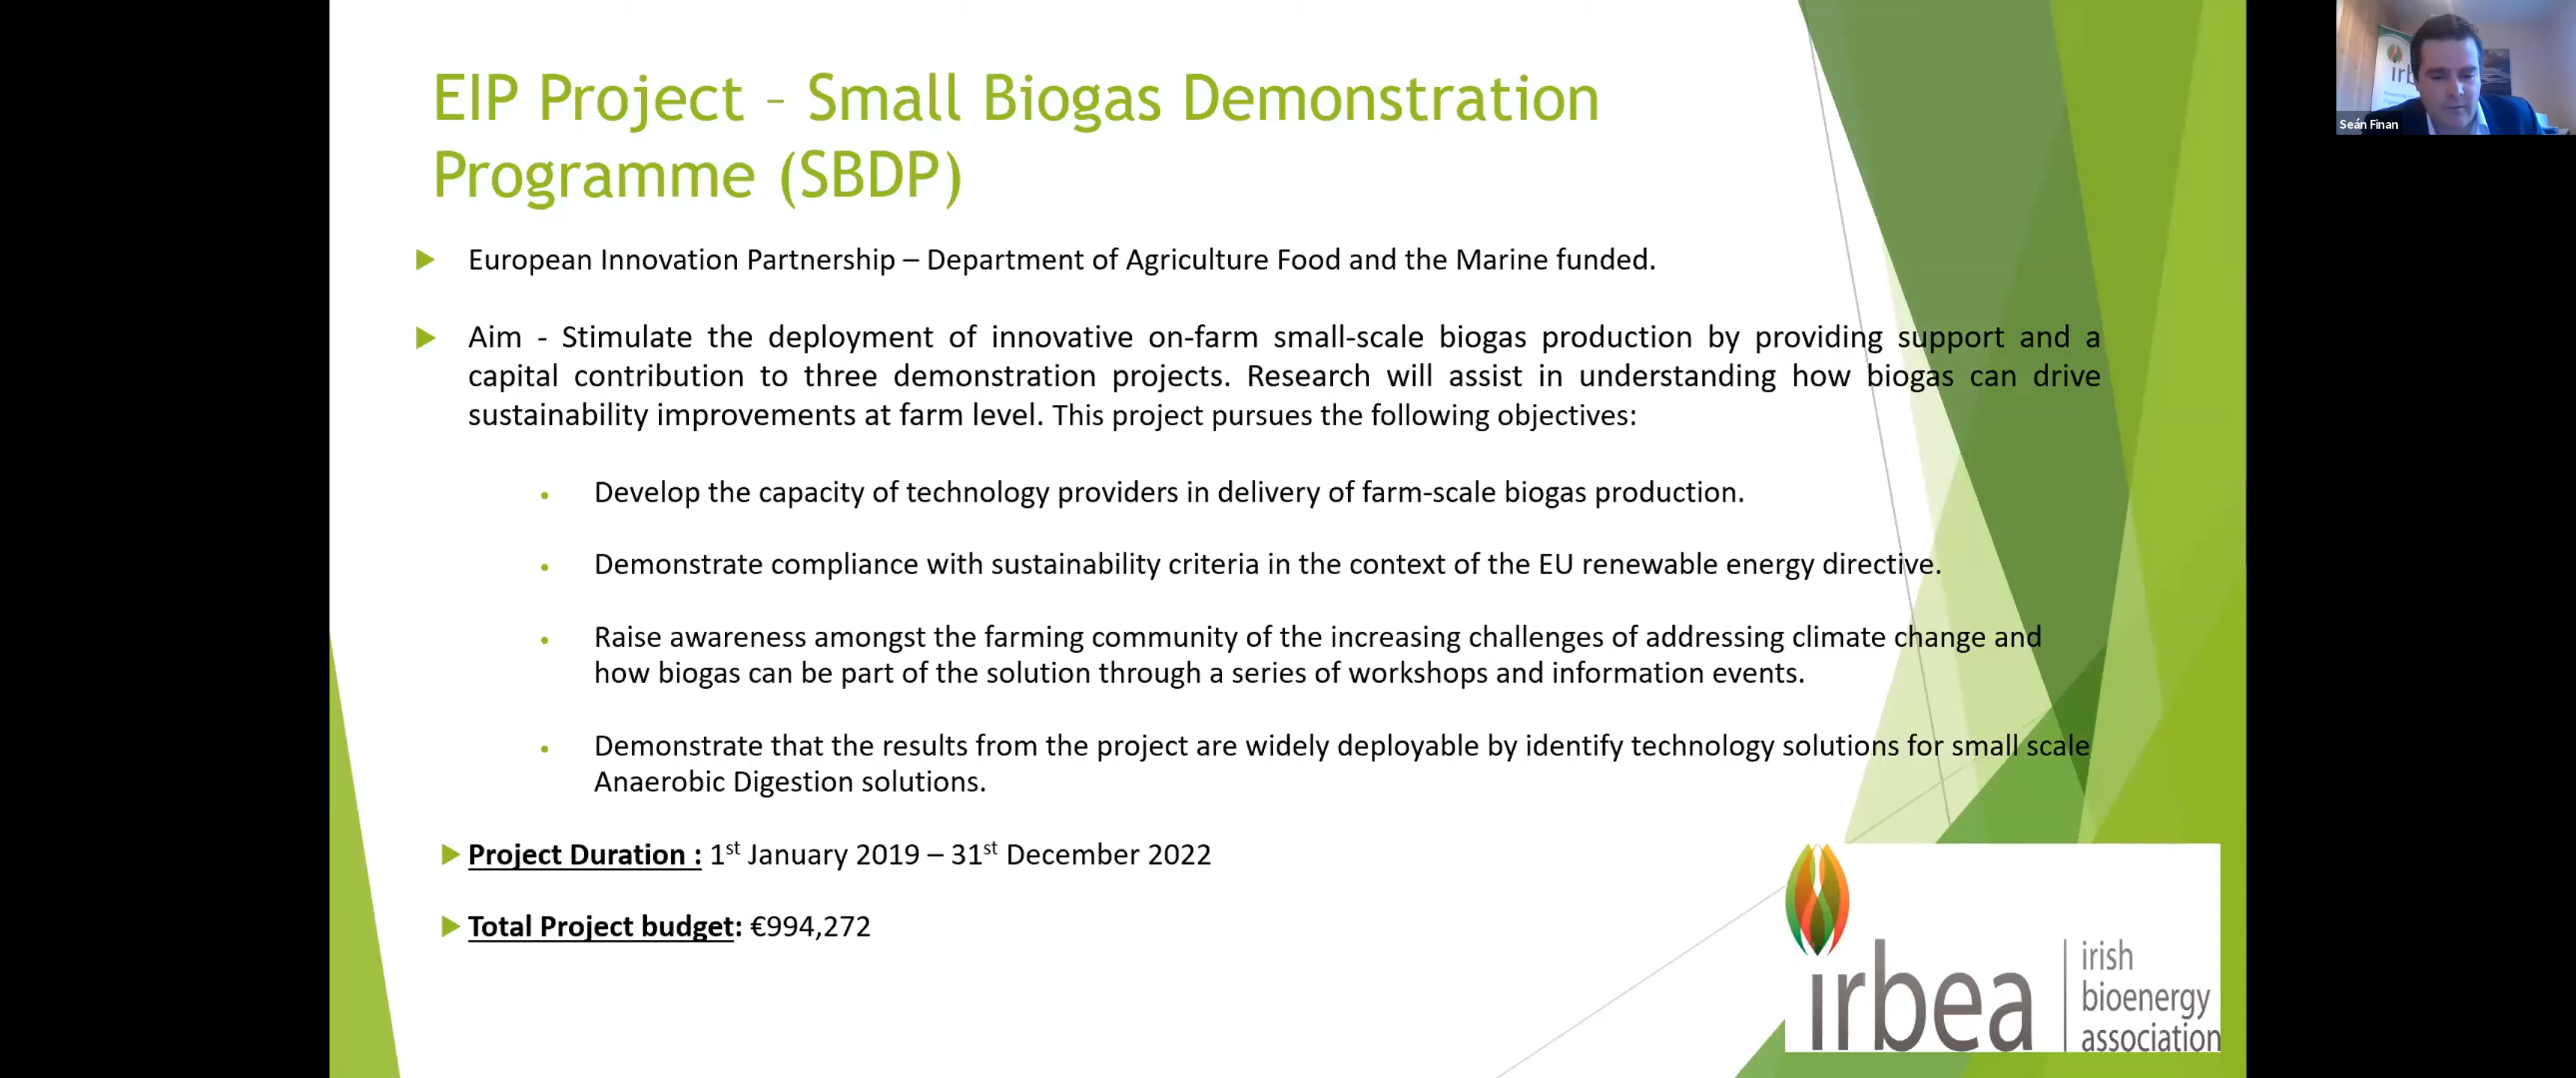 EIP Project – Small Biogas Demonstration
Programme (SBDP)
European Innovation Partnership – Department of Agriculture Food and the Marine funded.
Aim - Stimulate the deployment of innovative on-farm small-scale biogas production by providing support and a
capital contribution to three demonstration projects. Research will assist in understanding how biogas can drive
sustainability improvements at farm level. This project pursues the following objectives:
Develop the capacity of technology providers in delivery of farm-scale biogas production.
Demonstrate compliance with sustainability criteria in the context of the EU renewable energy directive.
Raise awareness amongst the farming community of the increasing challenges of addressing climate change and
how biogas can be part of the solution through a series of workshops and information events.
Demonstrate that the results from the project are widely deployable by identify technology solutions for small scale
Anaerobic Digestion solutions.
Project Duration : 1st January 2019 – 31st December 2022
Total Project budget: €994,272
irbea
irish
bioenergy
association
Seán Finan